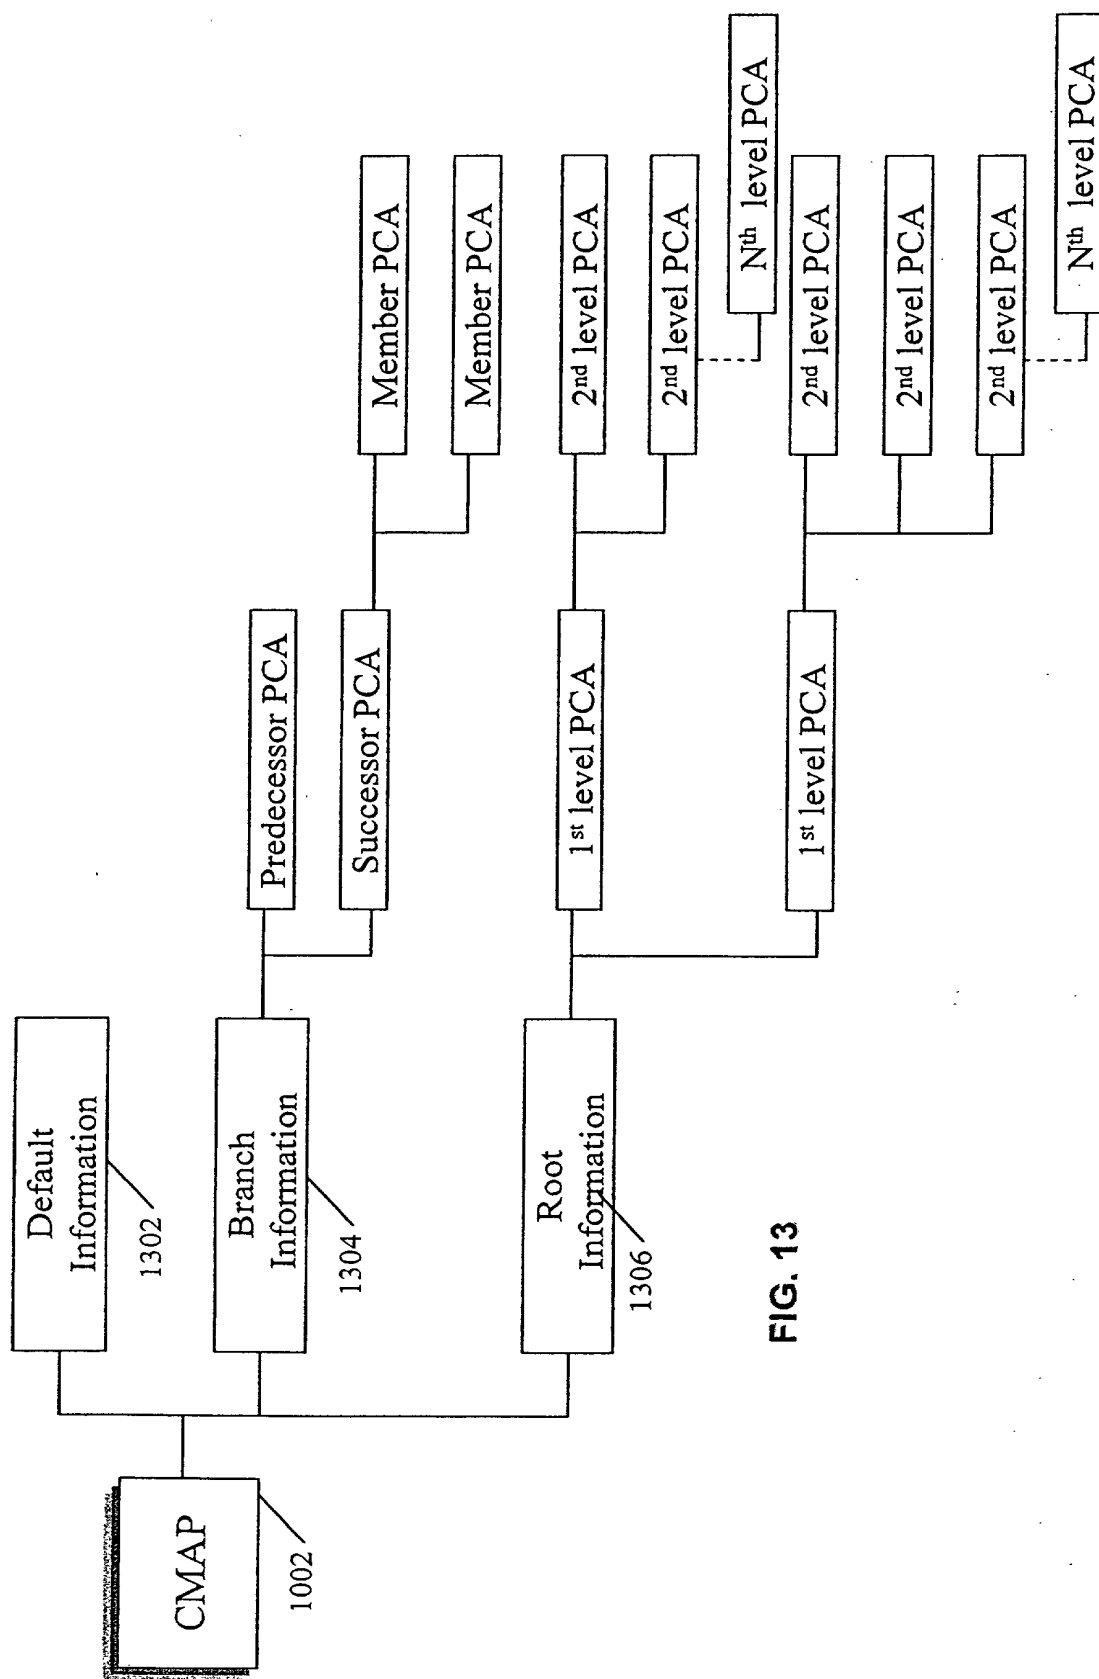 CMAP
1002
Default
Information
1302
Branch
Information
1304
Root
Information
1306
Predecessor PCA
Successor PCA
Member PCA
Member PCA
1st level PCA
2nd level PCA
2nd level PCA
Nth level PCA
1st level PCA
2nd level PCA
2nd level PCA
2nd level PCA
Nth level PCA
FIG. 13